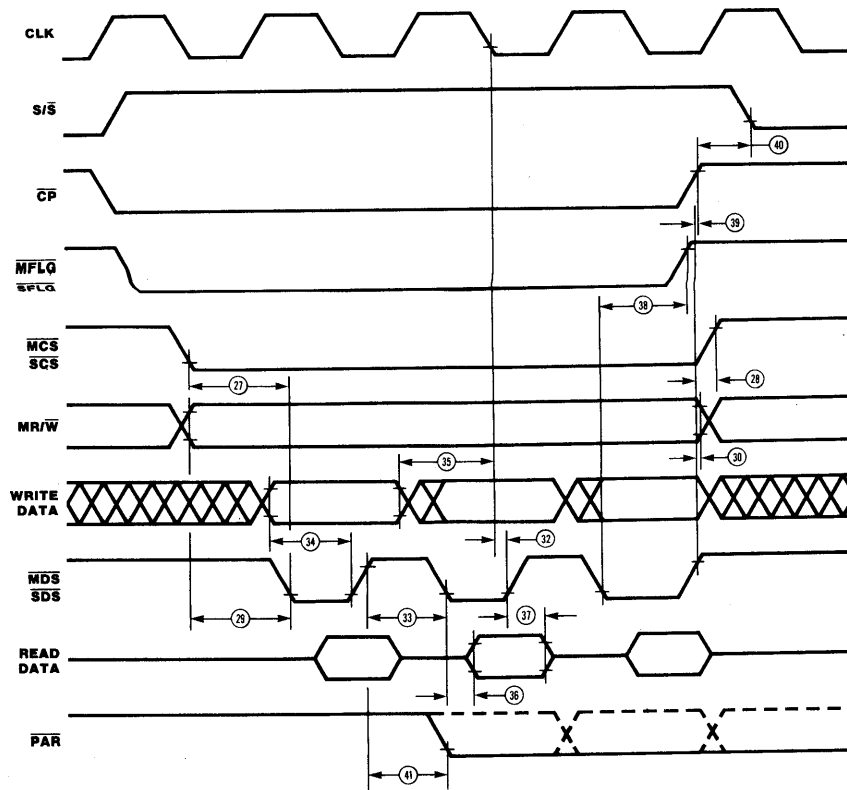 CLK
S/S̅
40
C̅P̅
39
M̅F̅L̅G̅
S̅F̅L̅G̅
38
M̅C̅S̅
S̅C̅S̅
28
27
MR/W̅
30
35
WRITE
DATA
34
32
M̅D̅S̅
S̅D̅S̅
37
29
33
READ
DATA
36
P̅A̅R̅
41